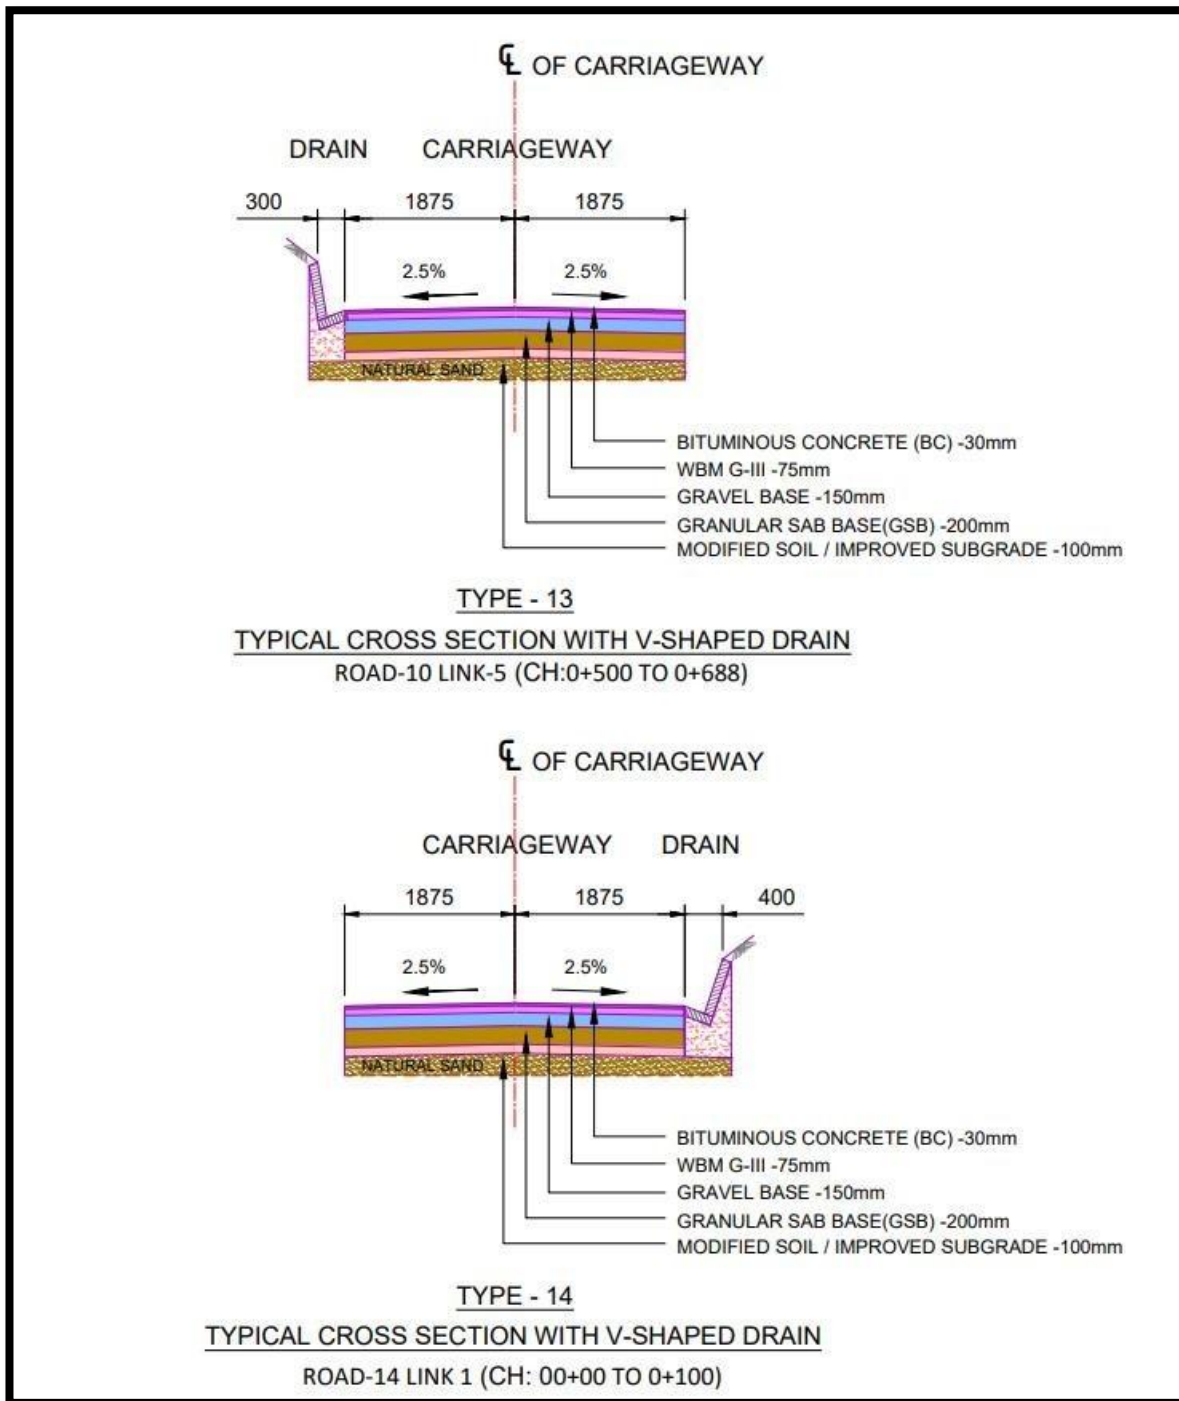 ℄ OF CARRIAGEWAY
DRAIN CARRIAGEWAY
300 1875 1875
2.5% 2.5%
NATURAL SAND
BITUMINOUS CONCRETE (BC) -30mm
WBM G-III -75mm
GRAVEL BASE -150mm
GRANULAR SAB BASE(GSB) -200mm
MODIFIED SOIL / IMPROVED SUBGRADE -100mm
TYPE - 13
TYPICAL CROSS SECTION WITH V-SHAPED DRAIN
ROAD-10 LINK-5 (CH:0+500 TO 0+688)
℄ OF CARRIAGEWAY
CARRIAGEWAY DRAIN
1875 1875 400
2.5% 2.5%
NATURAL SAND
BITUMINOUS CONCRETE (BC) -30mm
WBM G-III -75mm
GRAVEL BASE -150mm
GRANULAR SAB BASE(GSB) -200mm
MODIFIED SOIL / IMPROVED SUBGRADE -100mm
TYPE - 14
TYPICAL CROSS SECTION WITH V-SHAPED DRAIN
ROAD-14 LINK 1 (CH: 00+00 TO 0+100)